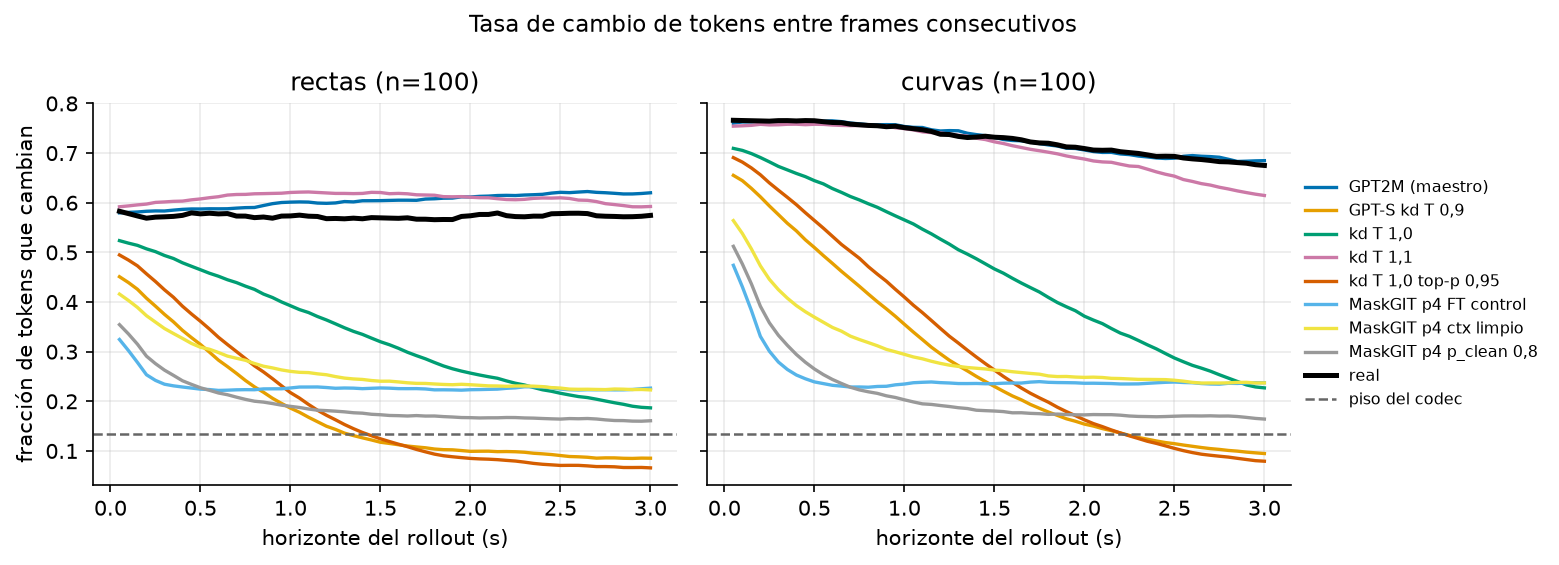 Tasa de cambio de tokens entre frames consecutivos
rectas (n=100)
curvas (n=100)
fracción de tokens que cambian
0.8
0.7
0.6
0.5
0.4
0.3
0.2
0.1
0.0 0.5 1.0 1.5 2.0 2.5 3.0
0.0 0.5 1.0 1.5 2.0 2.5 3.0
horizonte del rollout (s)
horizonte del rollout (s)
GPT2M (maestro)
GPT-S kd T 0,9
kd T 1,0
kd T 1,1
kd T 1,0 top-p 0,95
MaskGIT p4 FT control
MaskGIT p4 ctx limpio
MaskGIT p4 p_clean 0,8
real
piso del codec